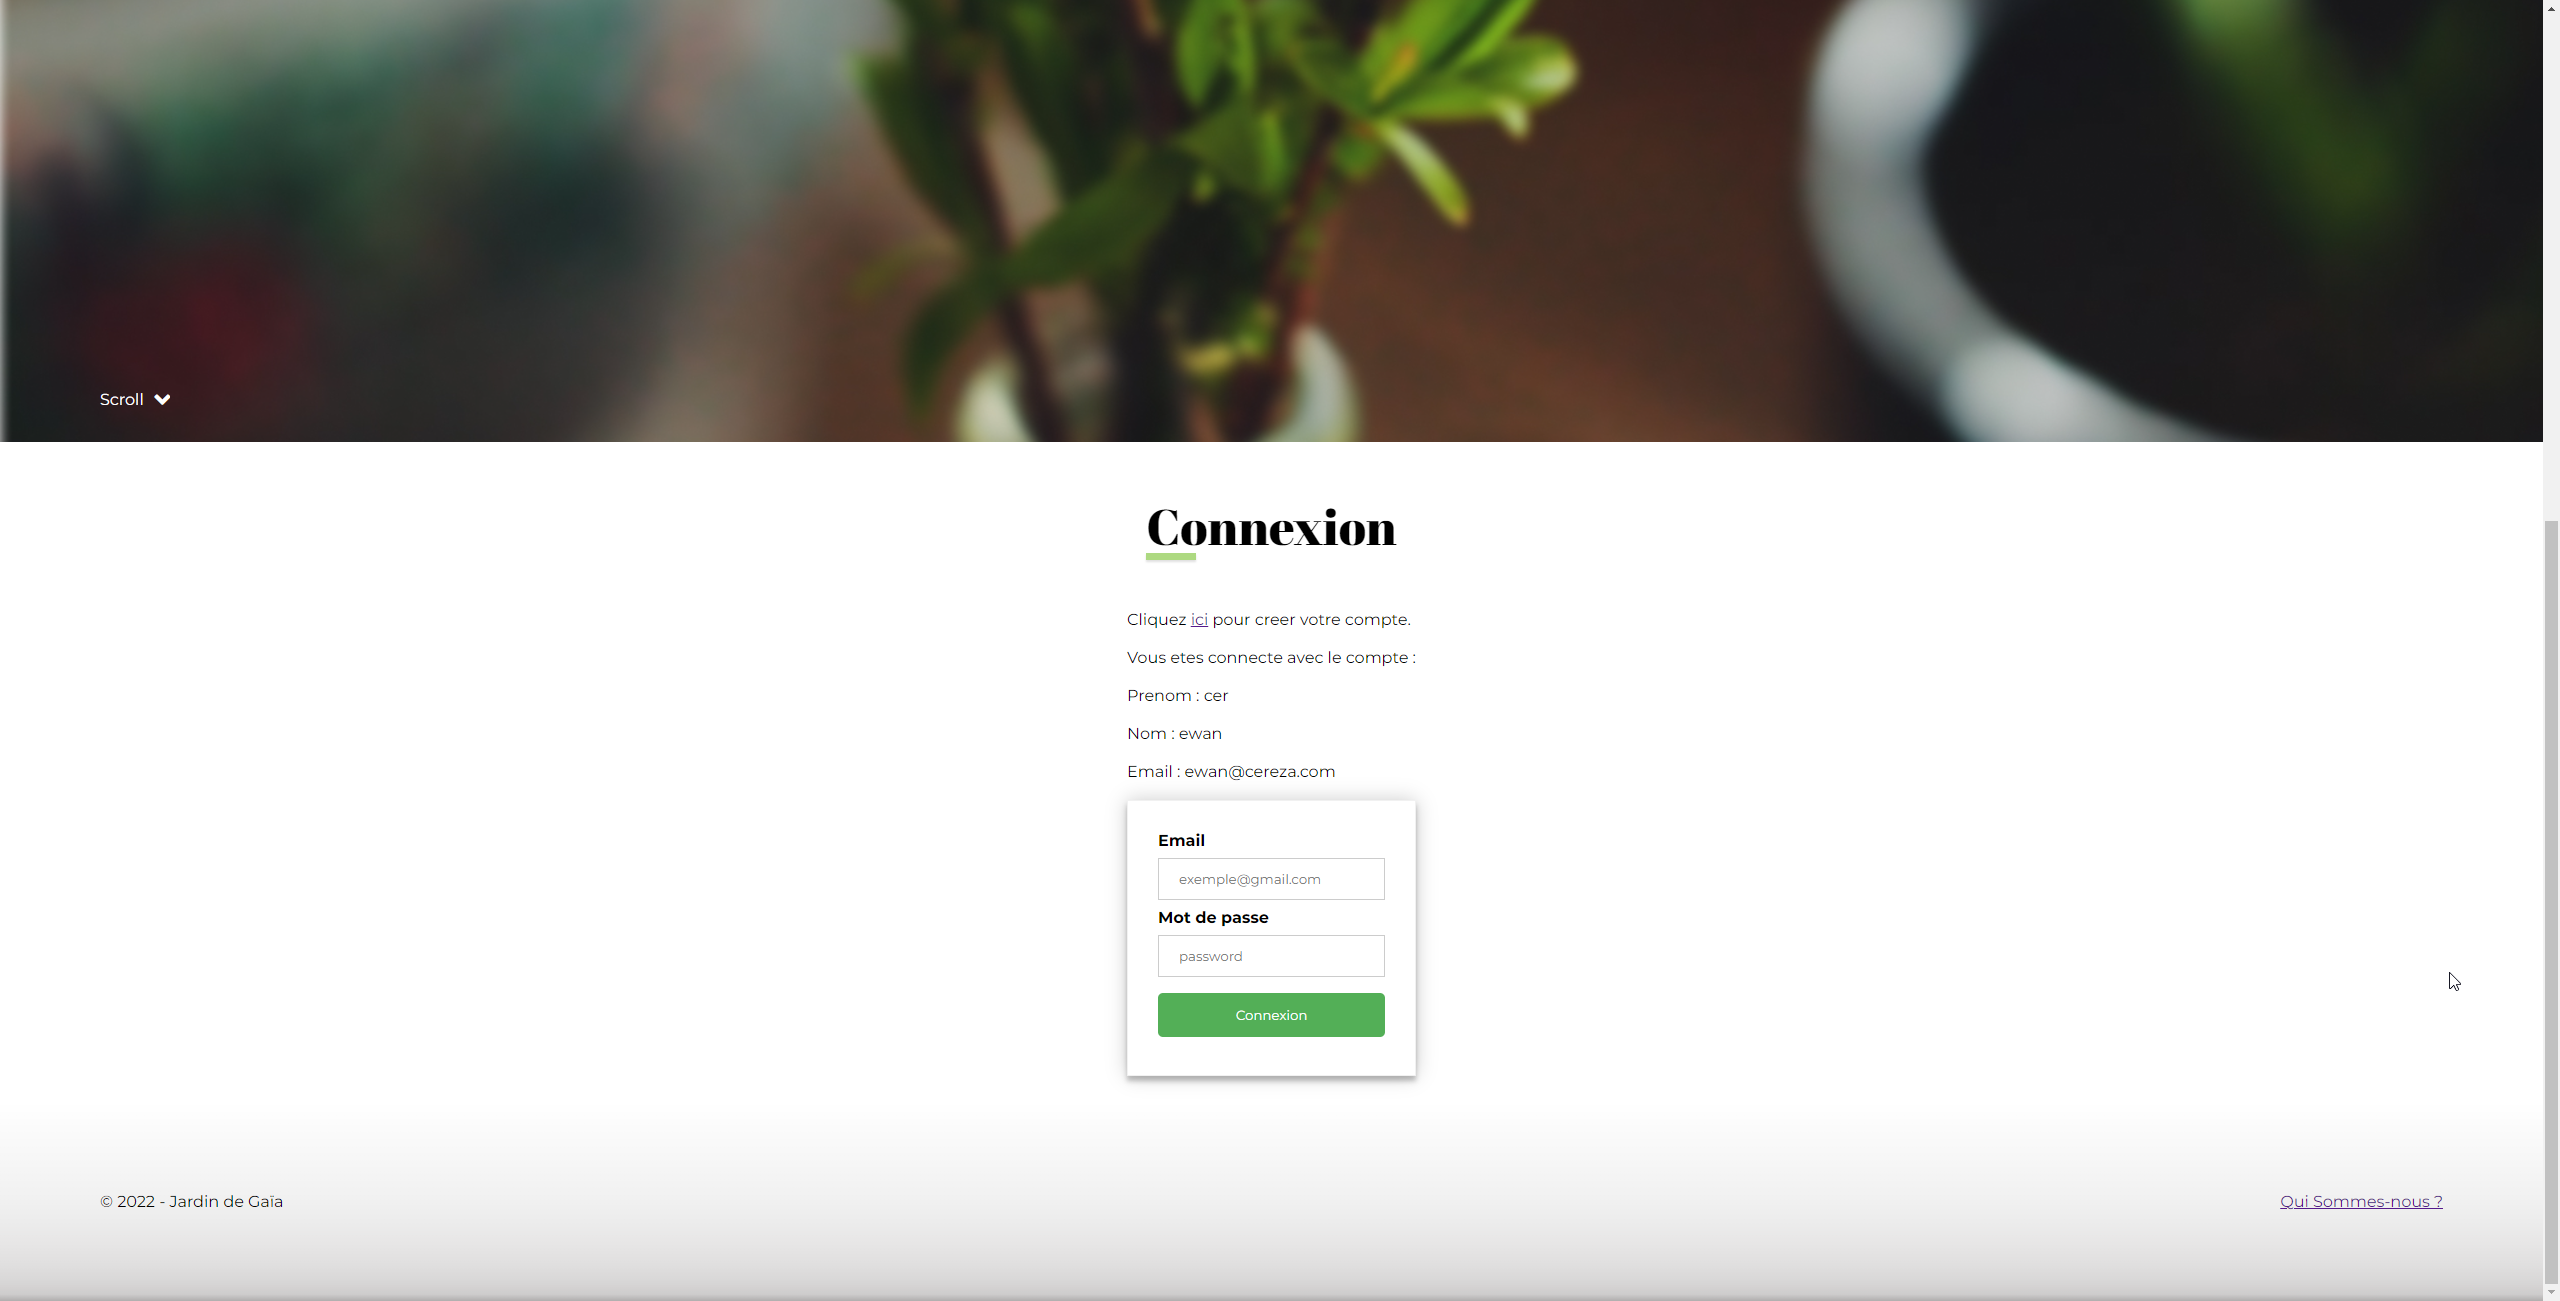 Scroll
Connexion
Cliquez ici pour creer votre compte.
Vous etes connecte avec le compte :
Prenom : cer
Nom : ewan
Email : ewan@cereza.com
Email
exemple@gmail.com
Mot de passe
password
Connexion
© 2022 - Jardin de Gaïa
Qui Sommes-nous ?